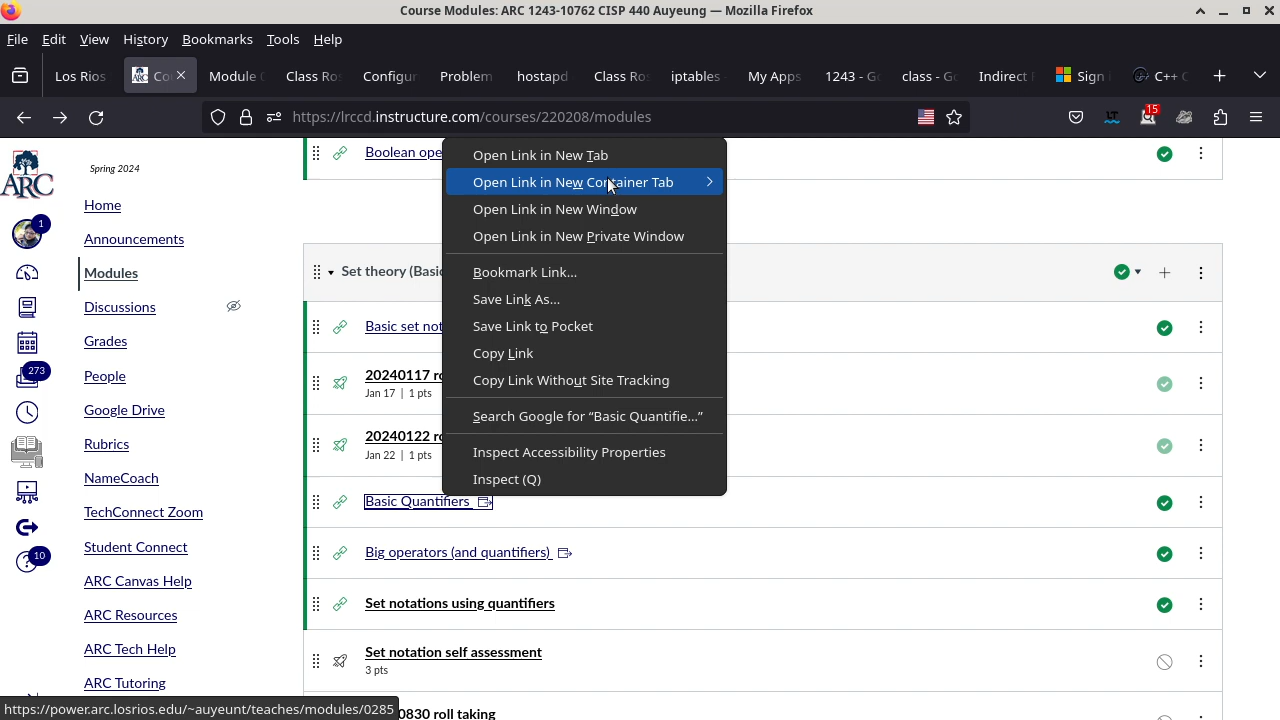 Course Modules: ARC 1243-10762 CISP 440 Auyeung — Mozilla Firefox
File Edit View History Bookmarks Tools Help
Los Rios
Co
Module
Class Ro
Configur
Problem
hostapd
Class Ro
iptables
My Apps
1243 - G
class - G
Indirect
Sign
C++
https://lrccd.instructure.com/courses/220208/modules
15
ARC
Spring 2024
1
273
10
Home
Announcements
Modules
Discussions
Grades
People
Google Drive
Rubrics
NameCoach
TechConnect Zoom
Student Connect
ARC Canvas Help
ARC Resources
ARC Tech Help
ARC Tutoring
Boolean ope
Set theory (Basic
Basic set not
20240117 ro
Jan 17 | 1 pts
20240122 ro
Jan 22 | 1 pts
Basic Quantifiers
Big operators (and quantifiers)
Set notations using quantifiers
Set notation self assessment
3 pts
0830 roll taking
Open Link in New Tab
Open Link in New Container Tab
Open Link in New Window
Open Link in New Private Window
Bookmark Link...
Save Link As...
Save Link to Pocket
Copy Link
Copy Link Without Site Tracking
Search Google for “Basic Quantifie...”
Inspect Accessibility Properties
Inspect (Q)
https://power.arc.losrios.edu/~auyeunt/teaches/modules/0285